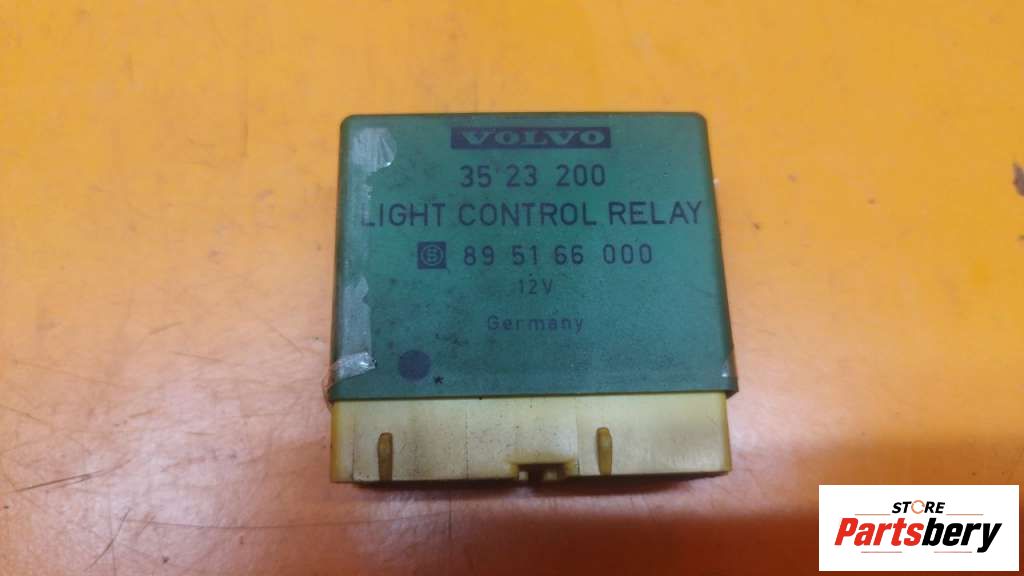 VOLVO
35 23 200
LIGHT CONTROL RELAY
89 51 66 000
12V
Germany
*
STORE
Partsbery